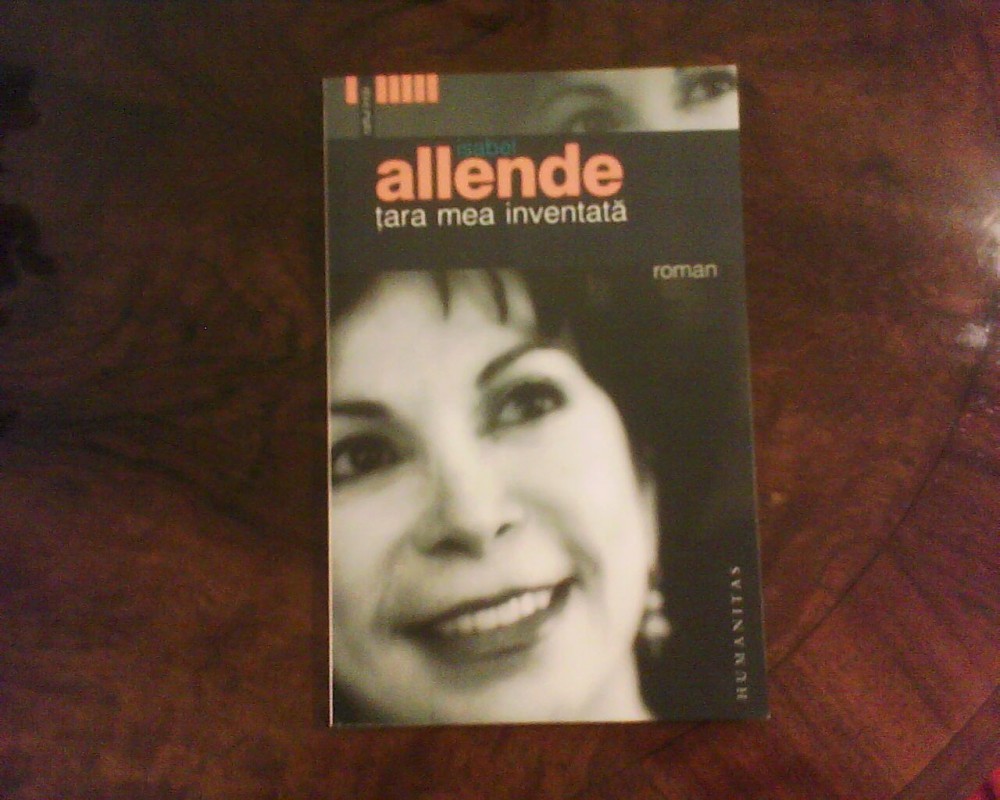 isabel
allende
țara mea inventată
roman
HUMANITAS